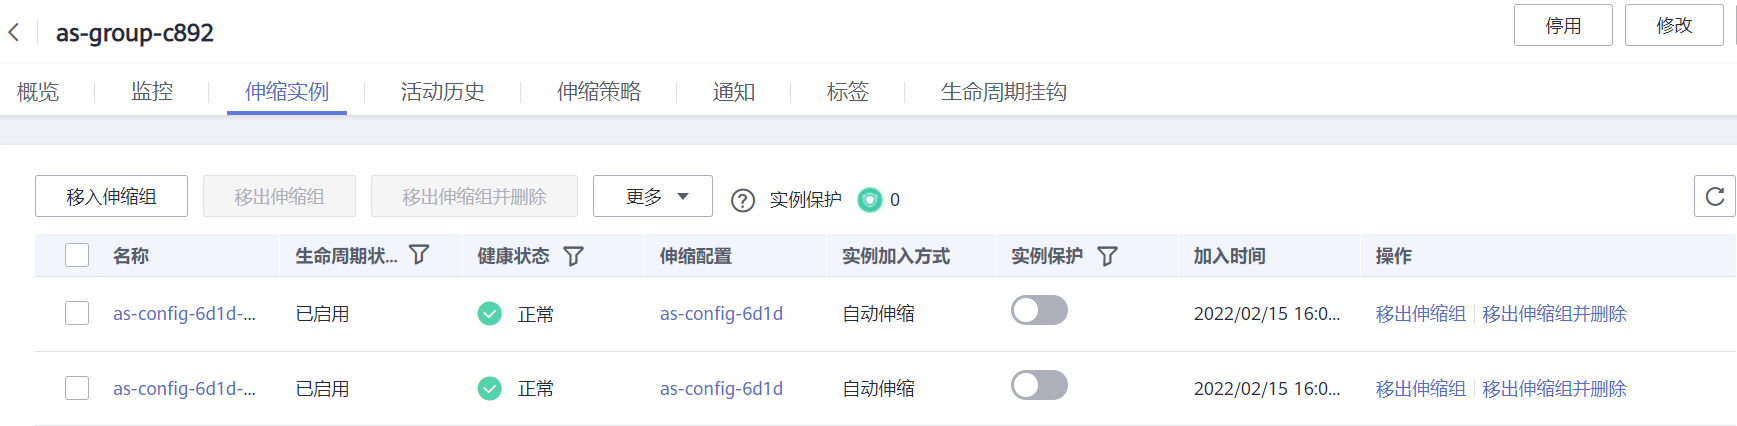 as-group-c892 停用 修改
概览 监控 伸缩实例 活动历史 伸缩策略 通知 标签 生命周期挂钩
移入伸缩组 移出伸缩组 移出伸缩组并删除 更多 实例保护 0
名称 生命周期状... 健康状态 伸缩配置 实例加入方式 实例保护 加入时间 操作
as-config-6d1d-... 已启用 正常 as-config-6d1d 自动伸缩 2022/02/15 16:0... 移出伸缩组 移出伸缩组并删除
as-config-6d1d-... 已启用 正常 as-config-6d1d 自动伸缩 2022/02/15 16:0... 移出伸缩组 移出伸缩组并删除